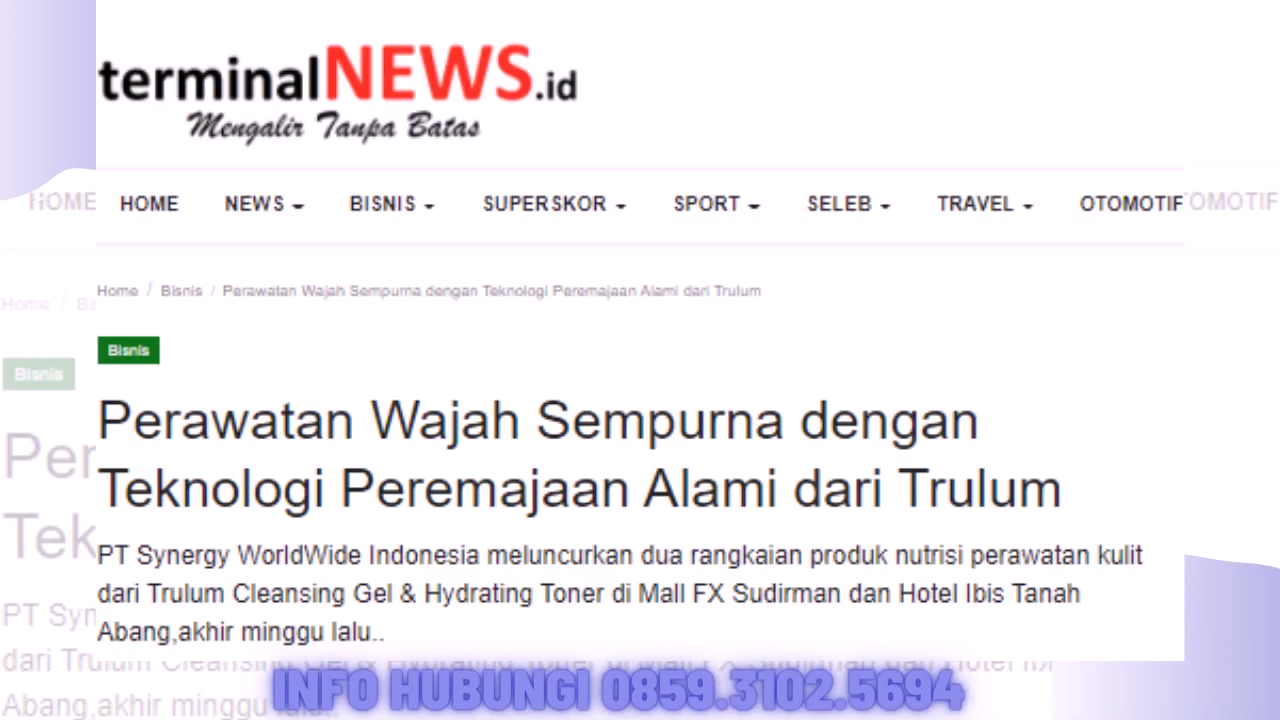 terminalNEWS.id
Mengalir Tanpa Batas
HOME NEWS BISNIS SUPERSKOR SPORT SELEB TRAVEL OTOMOTIF
Home / Bisnis / Perawatan Wajah Sempurna dengan Teknologi Peremajaan Alami dari Trulum
Bisnis
Perawatan Wajah Sempurna dengan
Teknologi Peremajaan Alami dari Trulum
PT Synergy WorldWide Indonesia meluncurkan dua rangkaian produk nutrisi perawatan kulit
dari Trulum Cleansing Gel & Hydrating Toner di Mall FX Sudirman dan Hotel Ibis Tanah
Abang,akhir minggu lalu..
INFO HUBUNGI 0859.3102.5694